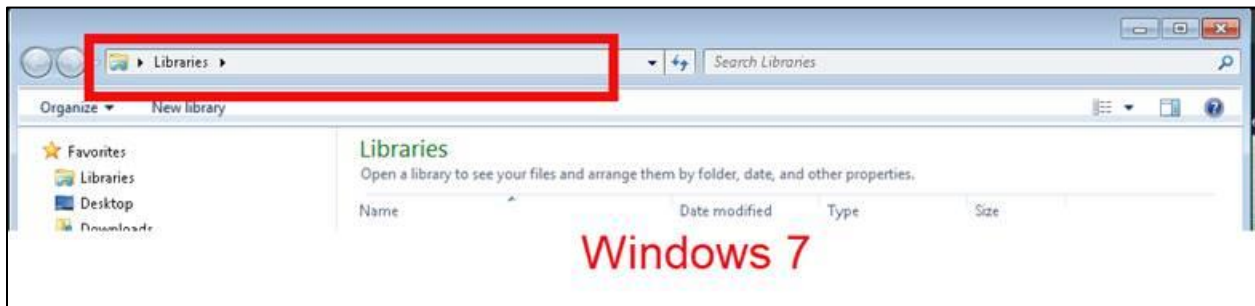 Libraries
Search Libraries
Organize
New library
Favorites
Libraries
Libraries
Open a library to see your files and arrange them by folder, date, and other properties.
Desktop
Name Date modified Type Size
Downloads
Windows 7